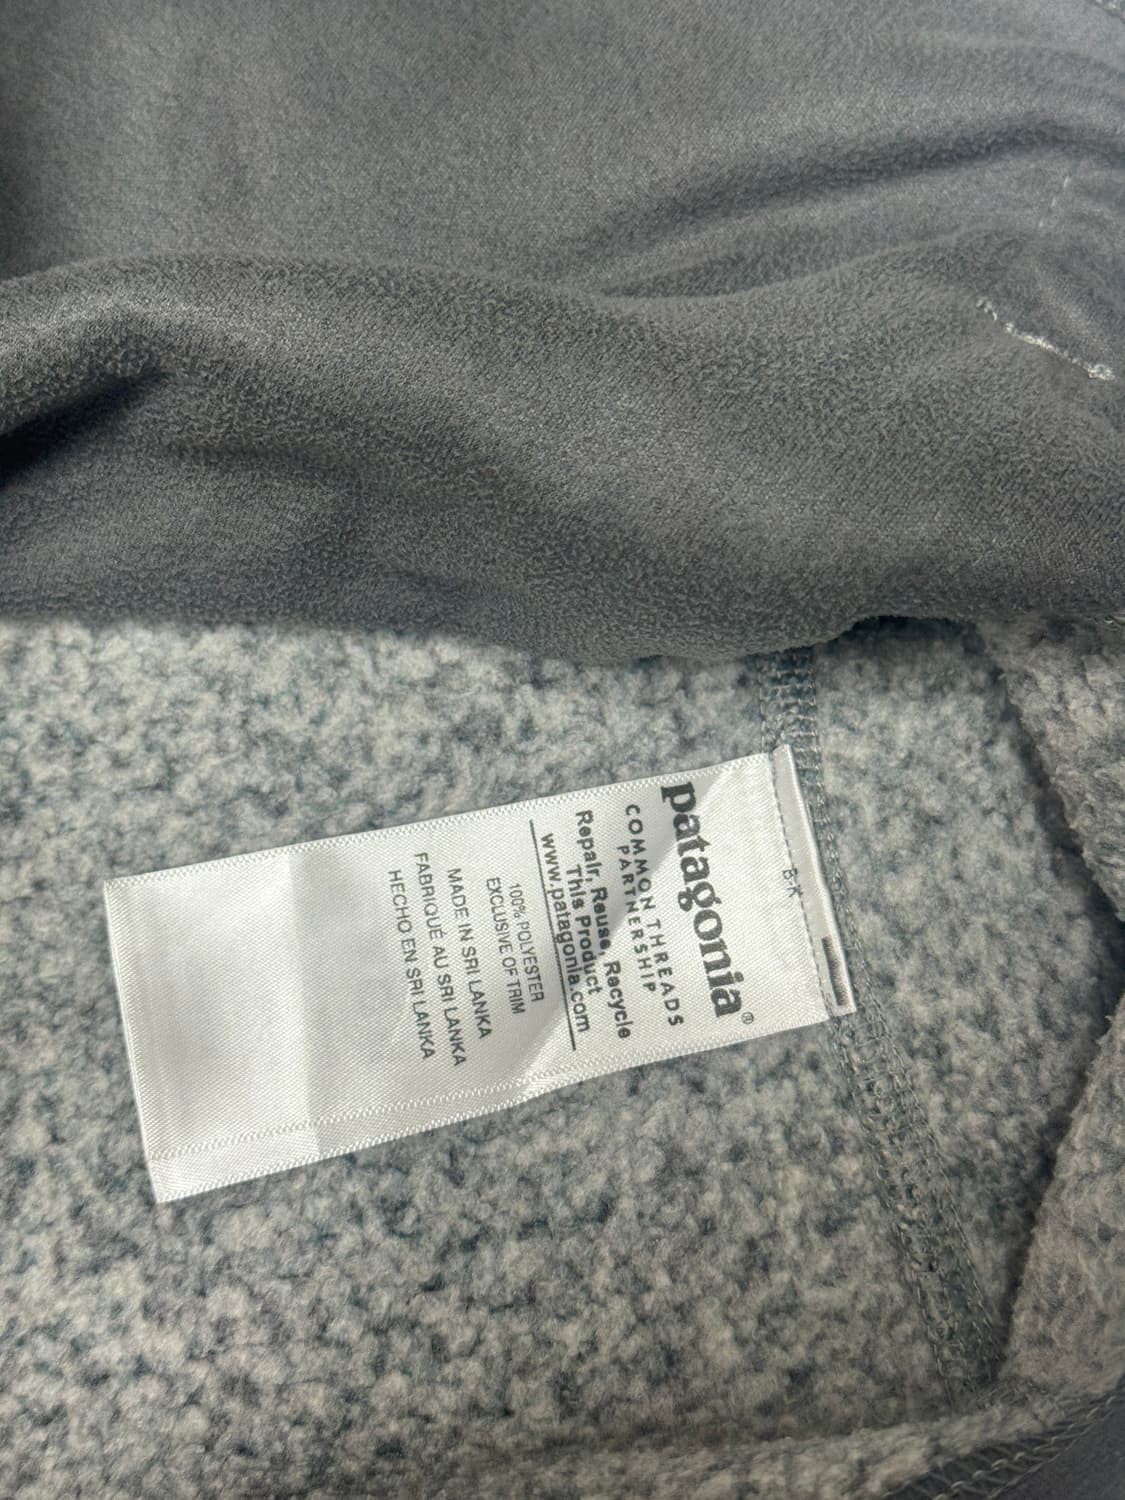 patagonia®
COMMON THREADS
PARTNERSHIP
Repair, Reuse, Recycle
This Product
www.patagonia.com
100% POLYESTER
EXCLUSIVE OF TRIM
MADE IN SRI LANKA
FABRIQUÉ AU SRI LANKA
HECHO EN SRI LANKA